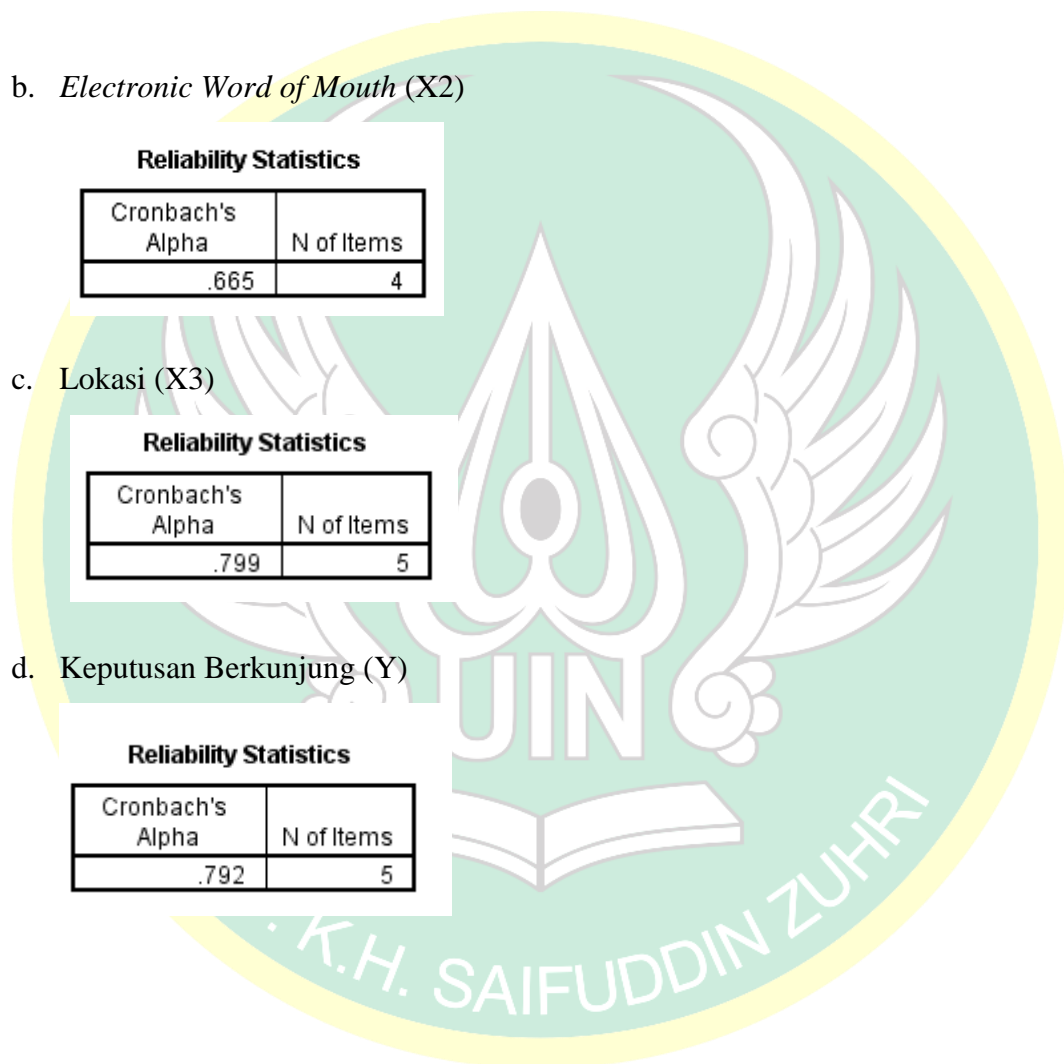 b. Electronic Word of Mouth (X2)
Reliability Statistics
Cronbach's
Alpha N of Items
.665 4
c. Lokasi (X3)
Reliability Statistics
Cronbach's
Alpha N of Items
.799 5
d. Keputusan Berkunjung (Y)
Reliability Statistics
Cronbach's
Alpha N of Items
.792 5
UIN
. K.H. SAIFUDDIN ZUHRI